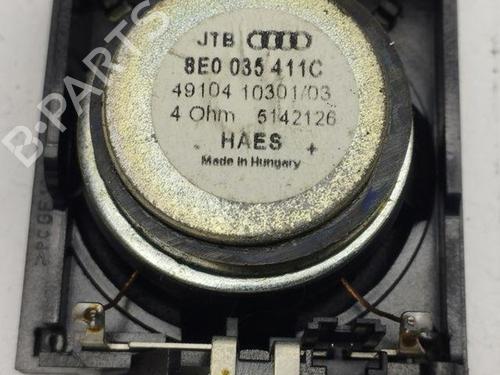 JTB
8E0 035 411C
49104 10301/03
4 Ohm 5142126
HAES +
Made in Hungary
B-PARTS